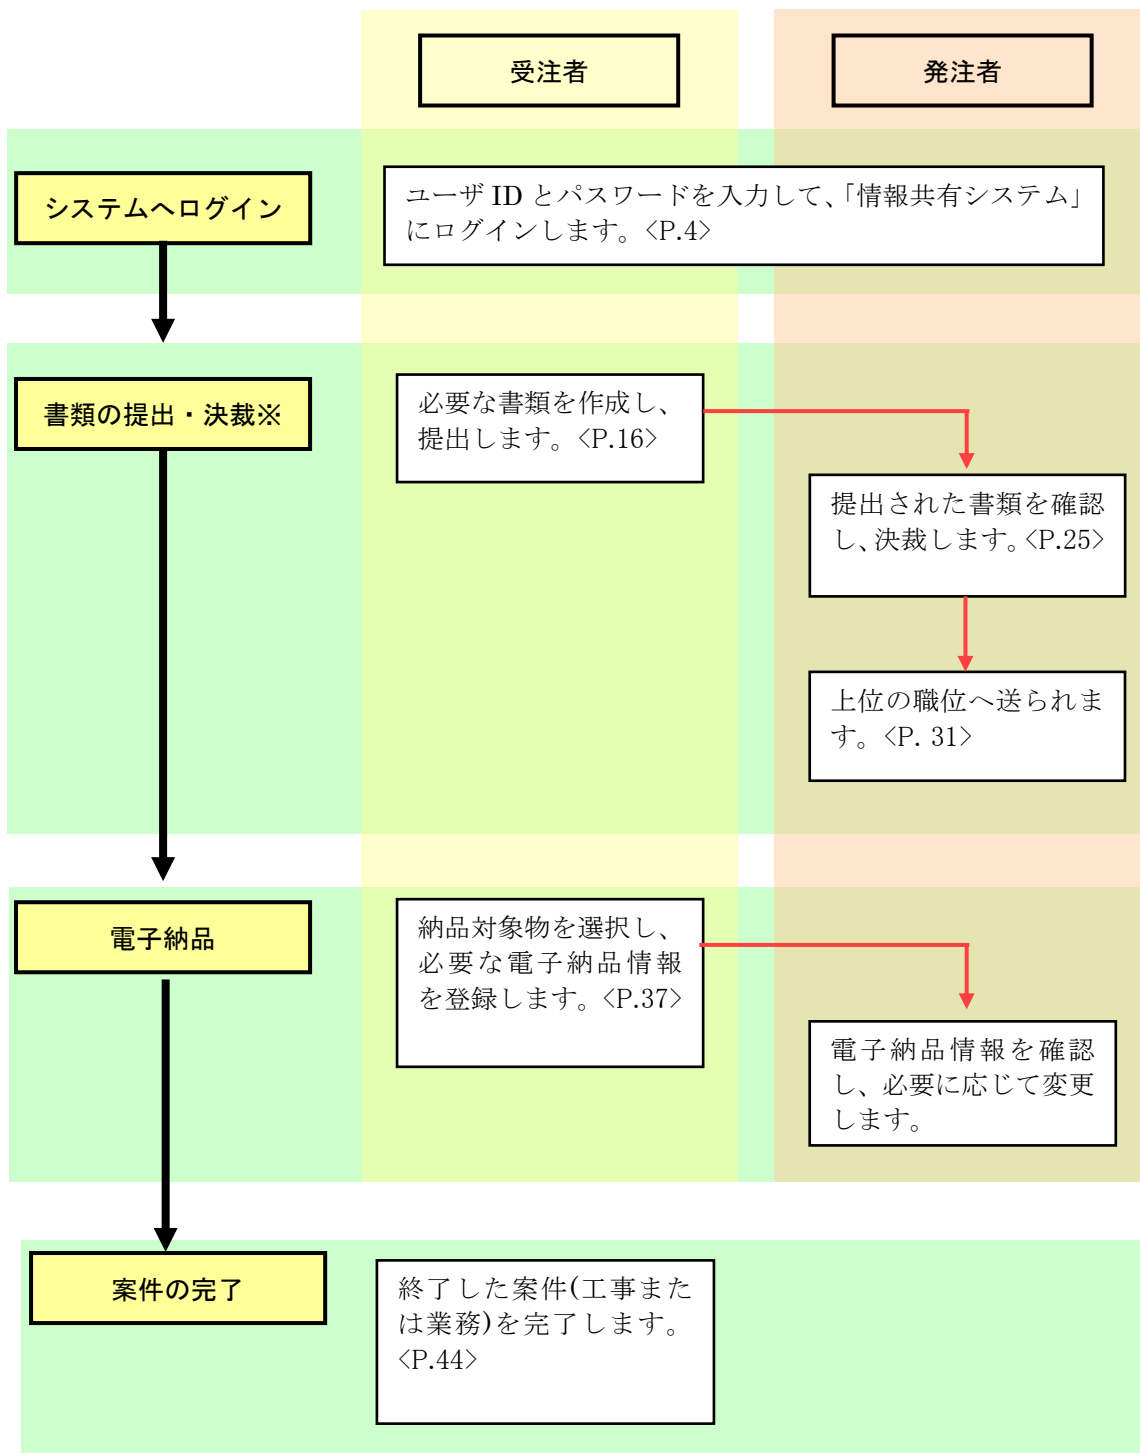 受注者
発注者
システムへログイン
ユーザ ID とパスワードを入力して、「情報共有システム」
にログインします。<P.4>
書類の提出・決裁※
必要な書類を作成し、
提出します。<P.16>
提出された書類を確認
し、決裁します。<P.25>
上位の職位へ送られま
す。<P. 31>
電子納品
納品対象物を選択し、
必要な電子納品情報
を登録します。<P.37>
電子納品情報を確認
し、必要に応じて変更
します。
案件の完了
終了した案件(工事また
は業務)を完了します。
<P.44>